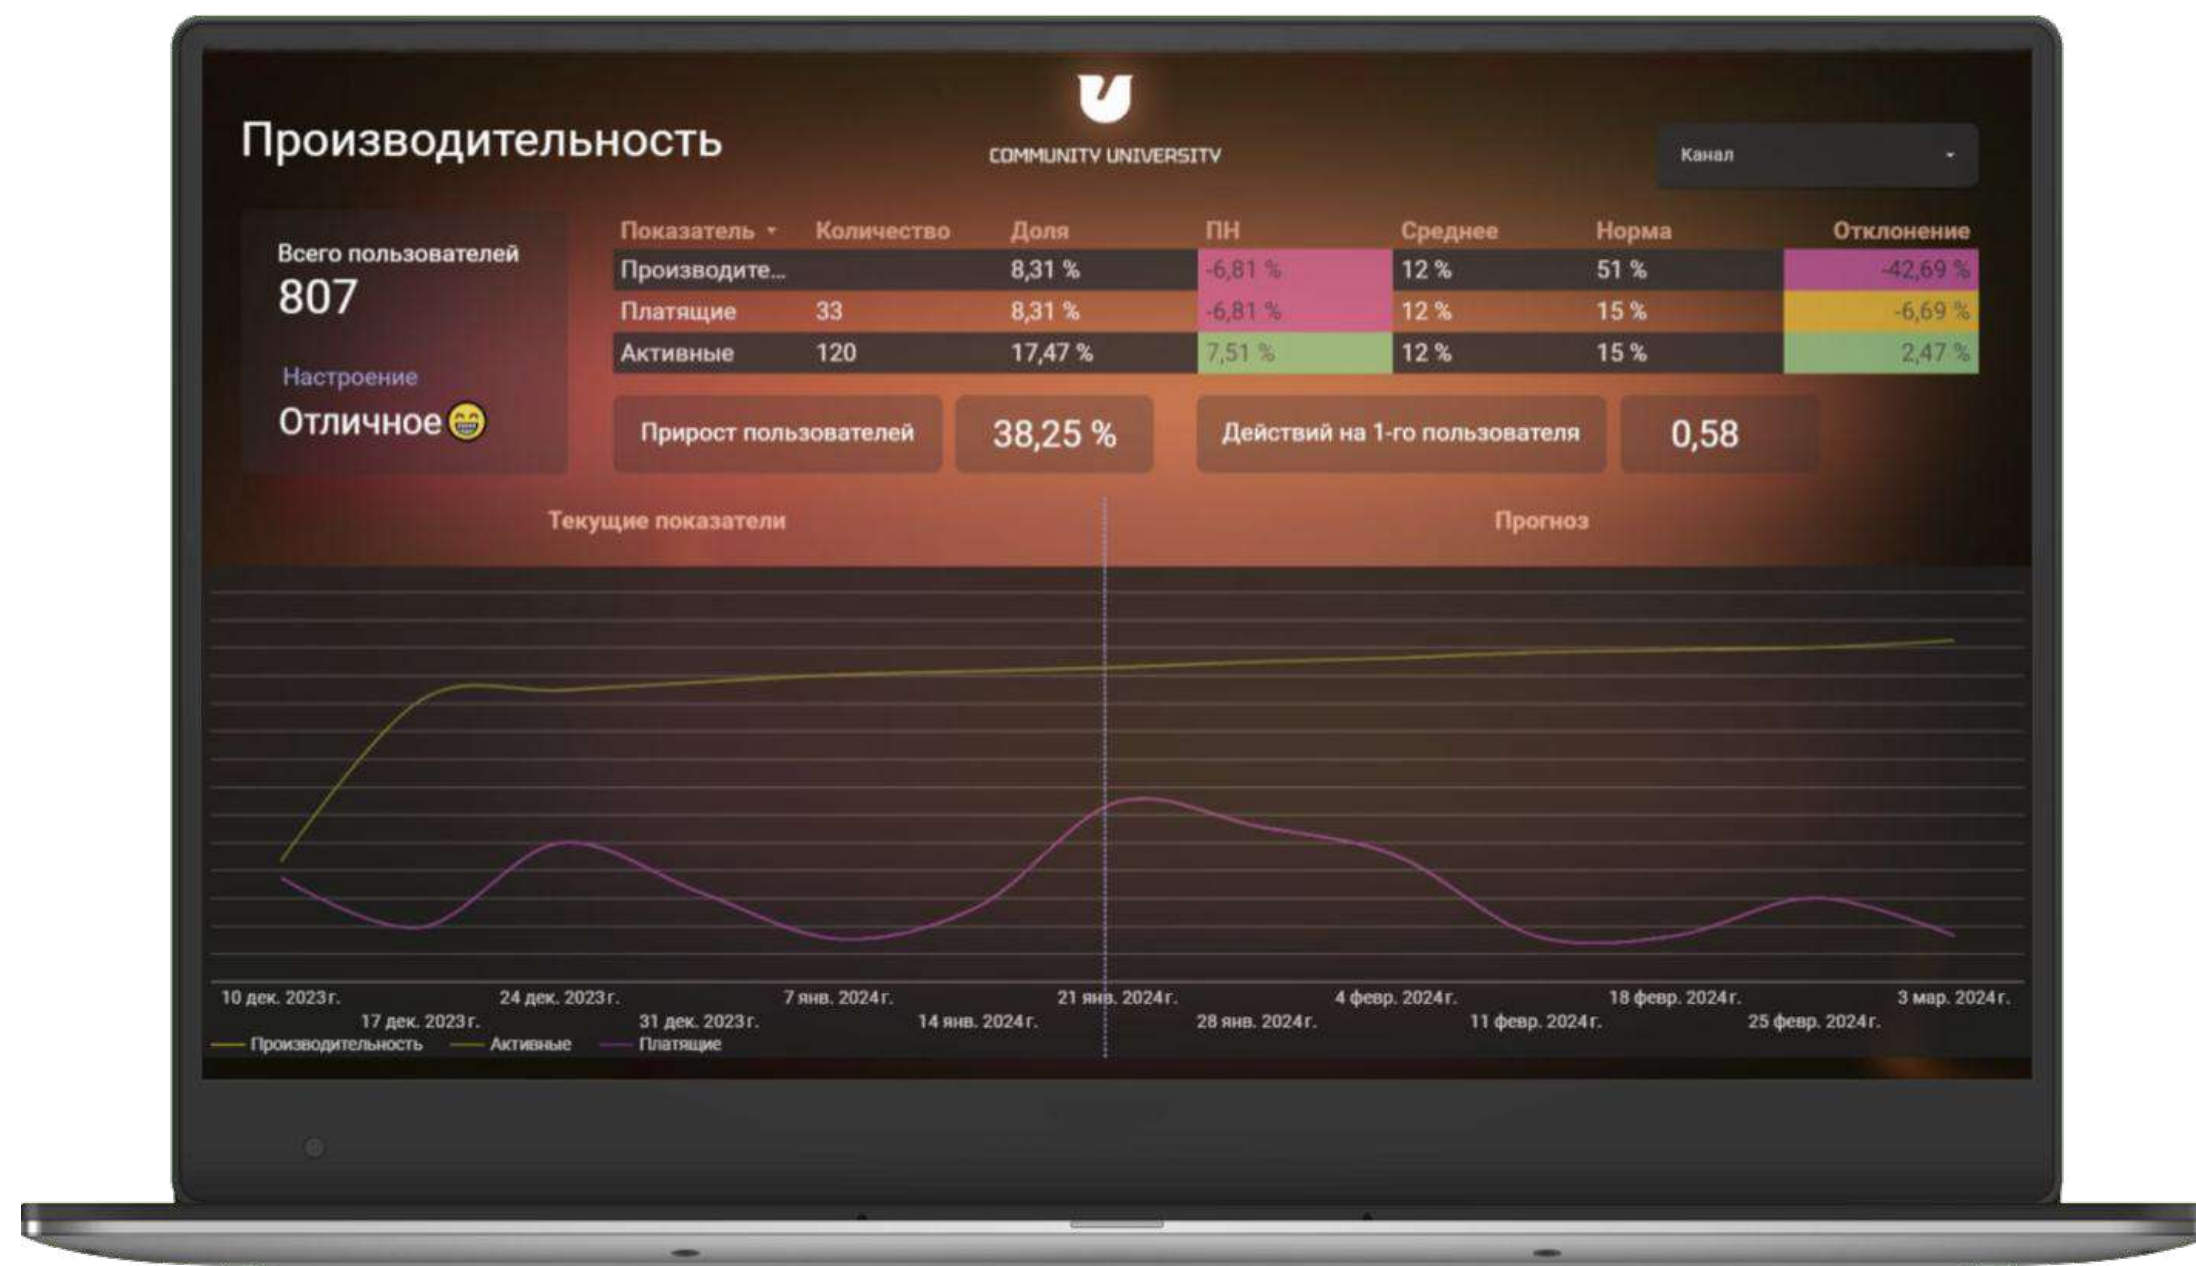 COMMUNITY UNIVERSITY
Производительность
Канал
Всего пользователей
807
Настроение
Отличное😁
Показатель Количество Доля ПН Среднее Норма Отклонение
Производите... 8,31 % -6,81 % 12 % 51 % -42,69 %
Платящие 33 8,31 % -6,81 % 12 % 15 % -6,69 %
Активные 120 17,47 % 7,51 % 12 % 15 % 2,47 %
Прирост пользователей 38,25 % Действий на 1-го пользователя 0,58
Текущие показатели Прогноз
10 дек. 2023 г. 24 дек. 2023 г. 7 янв. 2024 г. 21 янв. 2024 г. 4 февр. 2024 г. 18 февр. 2024 г. 3 мар. 2024 г.
17 дек. 2023 г. 31 дек. 2023 г. 14 янв. 2024 г. 28 янв. 2024 г. 11 февр. 2024 г. 25 февр. 2024 г.
Производительность Активные Платящие